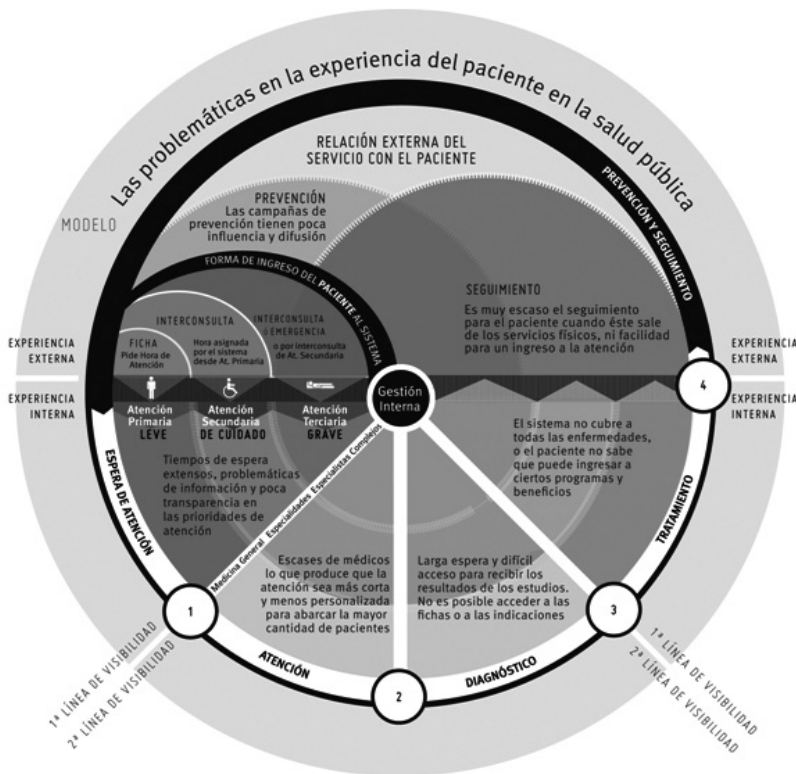 Las problemáticas en la experiencia del paciente en la salud pública
MODELO
RELACIÓN EXTERNA DEL
SERVICIO CON EL PACIENTE
PREVENCIÓN Y SEGUIMIENTO
PREVENCIÓN
Las campañas de
prevención tienen poca
influencia y difusión
FORMA DE INGRESO DEL PACIENTE AL SISTEMA
INTERCONSULTA
INTERCONSULTA
ó EMERGENCIA
FICHA
Pide Hora de
Atención
Hora asignada
por el sistema
desde At. Primaria
o por interconsulta
de At. Secundaria
SEGUIMIENTO
Es muy escaso el seguimiento
para el paciente cuando éste sale
de los servicios físicos, ni facilidad
para un ingreso a la atención
EXPERIENCIA
EXTERNA
EXPERIENCIA
INTERNA
EXPERIENCIA
EXTERNA
EXPERIENCIA
INTERNA
Atención
Primaria
LEVE
Atención
Secundaria
DE CUIDADO
Atención
Terciaria
GRAVE
Gestión
Interna
4
ESPERA DE ATENCIÓN
Tiempos de espera
extensos, problemáticas
de información y poca
transparencia en
las prioridades de
atención
Medicina General Especialidades Especialistas Complejos
El sistema no cubre a
todas las enfermedades,
o el paciente no sabe
que puede ingresar a
ciertos programas y
beneficios
TRATAMIENTO
Escases de médicos
lo que produce que la
atención sea más corta
y menos personalizada
para abarcar la mayor
cantidad de pacientes
Larga espera y difícil
acceso para recibir los
resultados de los estudios.
No es posible acceder a las
fichas o a las indicaciones
1
3
ATENCIÓN
2
DIAGNÓSTICO
1ª LÍNEA DE VISIBILIDAD
2ª LÍNEA DE VISIBILIDAD
1ª LÍNEA DE VISIBILIDAD
2ª LÍNEA DE VISIBILIDAD